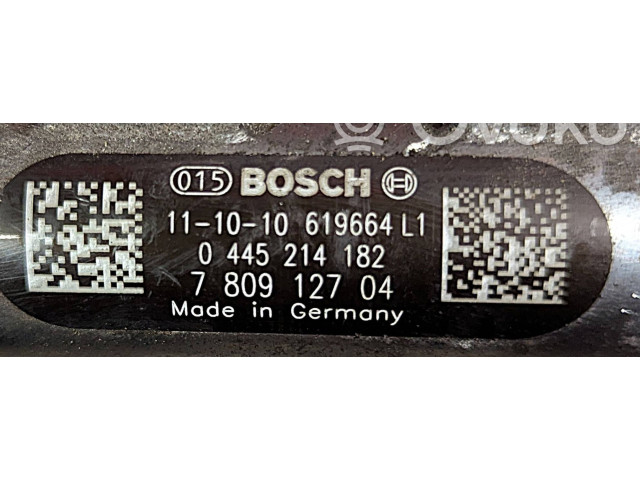 015 BOSCH
11-10-10 619664 L1
0 445 214 182
7 809 127 04
Made in Germany